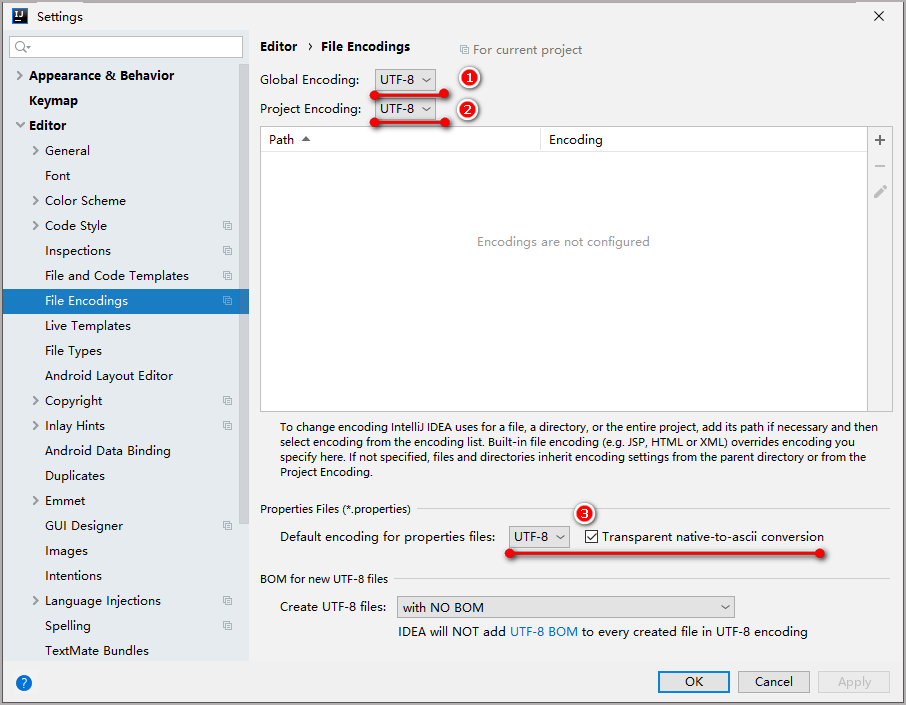 IJ Settings
Editor › File Encodings For current project
Appearance & Behavior
Keymap
Editor
General
Font
Color Scheme
Code Style
Inspections
File and Code Templates
File Encodings
Live Templates
File Types
Android Layout Editor
Copyright
Inlay Hints
Android Data Binding
Duplicates
Emmet
GUI Designer
Images
Intentions
Language Injections
Spelling
TextMate Bundles
Global Encoding: UTF-8 1
Project Encoding: UTF-8 2
Path Encoding
Encodings are not configured
To change encoding IntelliJ IDEA uses for a file, a directory, or the entire project, add its path if necessary and then
select encoding from the encoding list. Built-in file encoding (e.g. JSP, HTML or XML) overrides encoding you
specify here. If not specified, files and directories inherit encoding settings from the parent directory or from the
Project Encoding.
Properties Files (*.properties)
3
Default encoding for properties files: UTF-8 Transparent native-to-ascii conversion
BOM for new UTF-8 files
Create UTF-8 files: with NO BOM
IDEA will NOT add UTF-8 BOM to every created file in UTF-8 encoding
? OK Cancel Apply